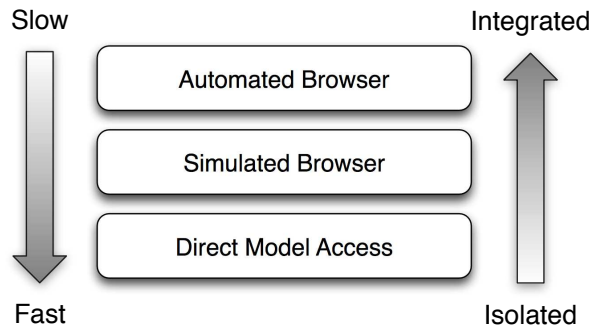 Slow
Integrated
Automated Browser
Simulated Browser
Direct Model Access
Fast
Isolated